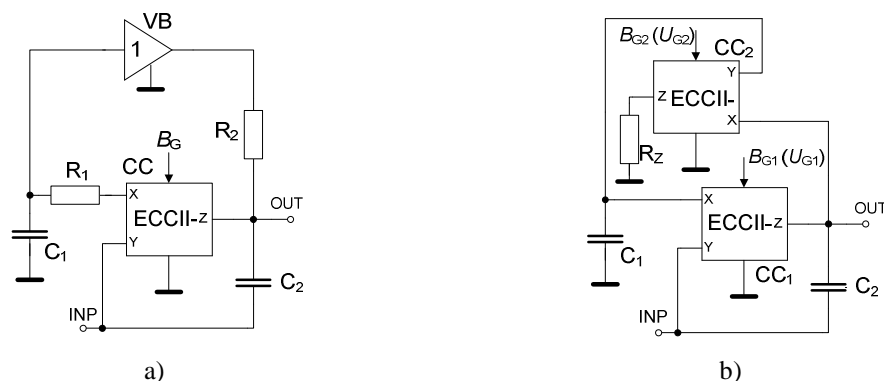 VB
1
R2
BG
R1
CC
X
ECCII-
Z
Y
OUT
C1
C2
INP
a)
BG2 (UG2)
CC2
Y
Z
ECCII-
X
RZ
BG1 (UG1)
X
ECCII-
Z
Y
OUT
C1
CC1
C2
INP
b)